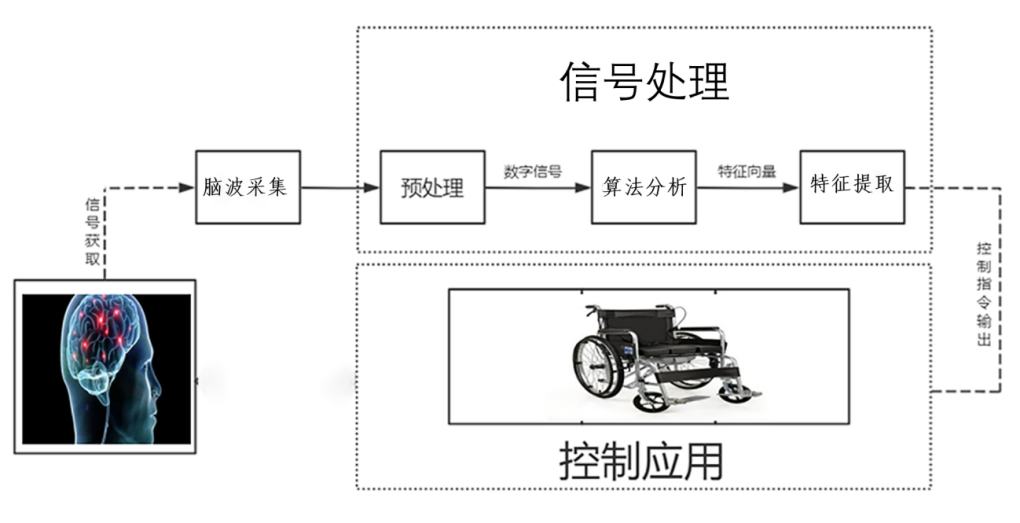 信号处理
脑波采集
预处理
数字信号
算法分析
特征向量
特征提取
信号获取
控制指令输出
控制应用